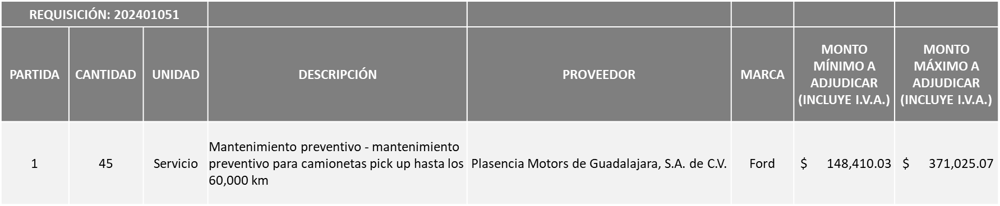 REQUISICIÓN: 202401051
PARTIDA CANTIDAD UNIDAD DESCRIPCIÓN PROVEEDOR MARCA
MONTO
MÍNIMO A
ADJUDICAR
(INCLUYE I.V.A.)
MONTO
MÁXIMO A
ADJUDICAR
(INCLUYE I.V.A.)
1
45
Servicio
Mantenimiento preventivo - mantenimiento
preventivo para camionetas pick up hasta los
60,000 km
Plasencia Motors de Guadalajara, S.A. de C.V.
Ford
$ 148,410.03
$ 371,025.07